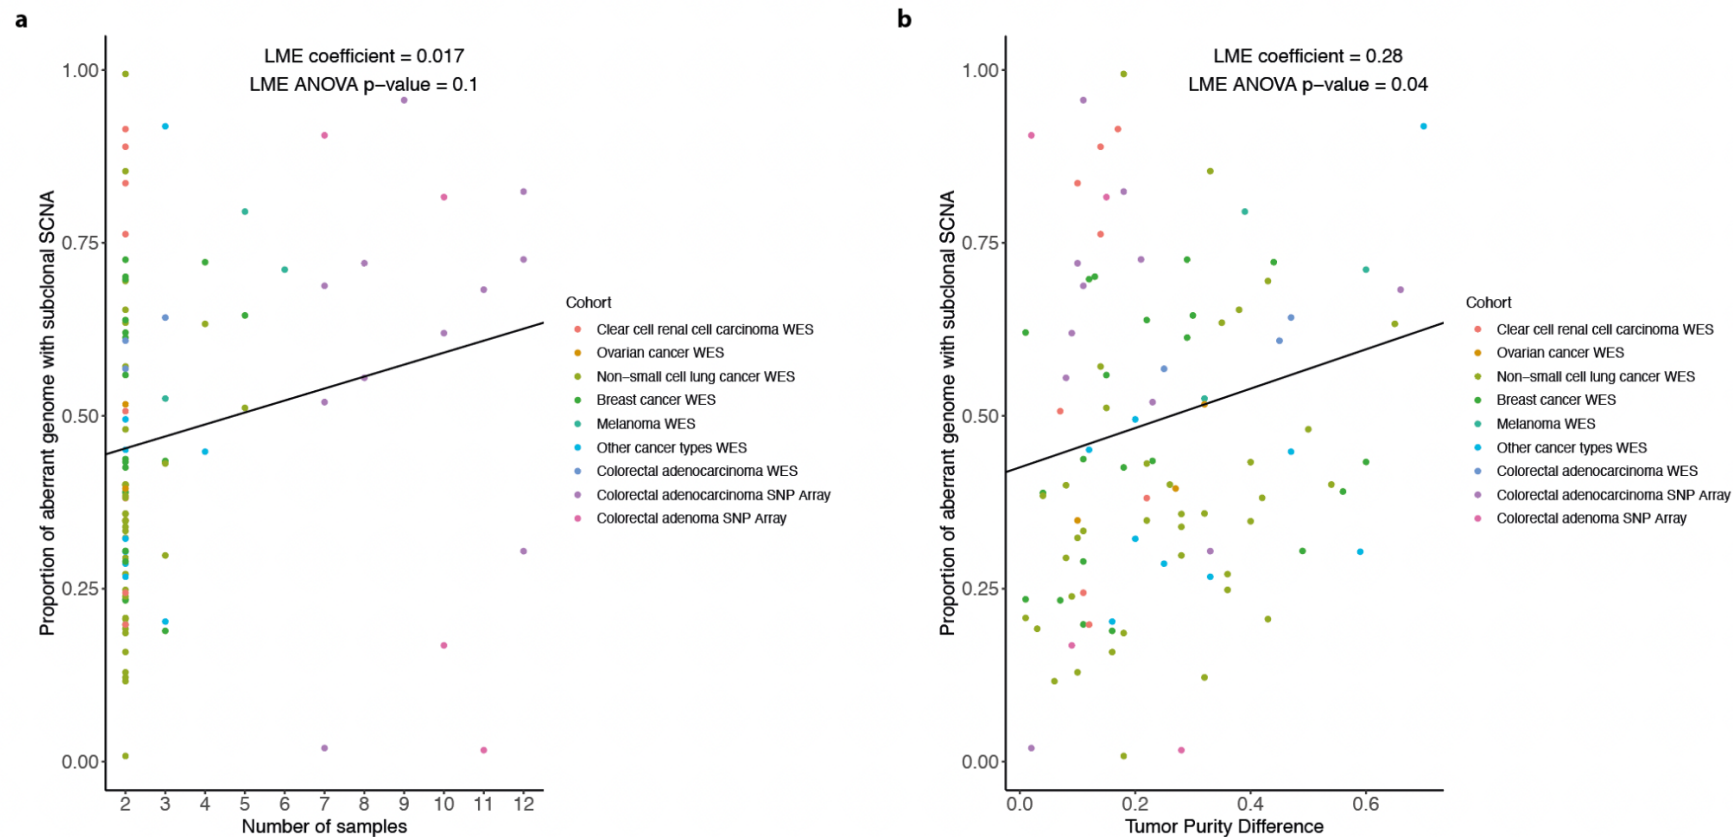 a
LME coefficient = 0.017
LME ANOVA p−value = 0.1
Proportion of aberrant genome with subclonal SCNA
1.00
0.75
0.50
0.25
0.00
2 3 4 5 6 7 8 9 10 11 12
Number of samples
Cohort
Clear cell renal cell carcinoma WES
Ovarian cancer WES
Non−small cell lung cancer WES
Breast cancer WES
Melanoma WES
Other cancer types WES
Colorectal adenocarcinoma WES
Colorectal adenocarcinoma SNP Array
Colorectal adenoma SNP Array
b
LME coefficient = 0.28
LME ANOVA p−value = 0.04
Proportion of aberrant genome with subclonal SCNA
1.00
0.75
0.50
0.25
0.00
0.0 0.2 0.4 0.6
Tumor Purity Difference
Cohort
Clear cell renal cell carcinoma WES
Ovarian cancer WES
Non−small cell lung cancer WES
Breast cancer WES
Melanoma WES
Other cancer types WES
Colorectal adenocarcinoma WES
Colorectal adenocarcinoma SNP Array
Colorectal adenoma SNP Array